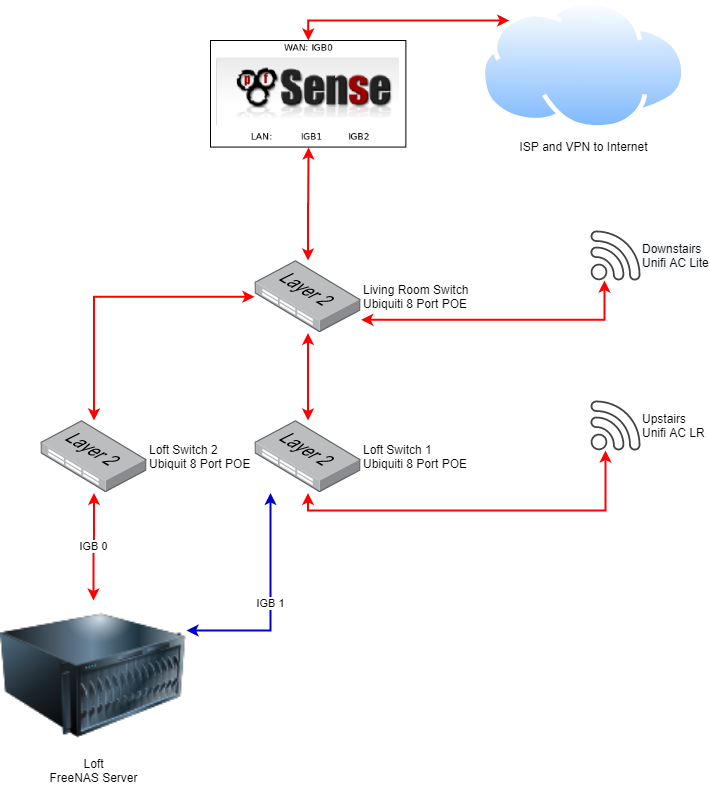 WAN: IGB0
pf Sense
LAN: IGB1 IGB2
ISP and VPN to Internet
Downstairs
Unifi AC Lite
Layer 2
Living Room Switch
Ubiquiti 8 Port POE
Upstairs
Unifi AC LR
Layer 2
Loft Switch 2
Ubiquit 8 Port POE
Layer 2
Loft Switch 1
Ubiquiti 8 Port POE
IGB 0
IGB 1
Loft
FreeNAS Server